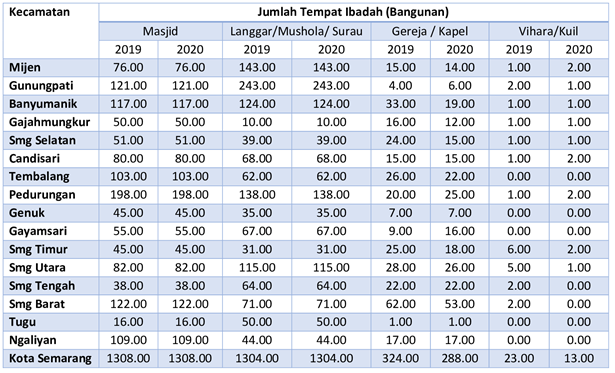 Kecamatan Jumlah Tempat Ibadah (Bangunan)
Masjid Langgar/Mushola/ Surau Gereja / Kapel Vihara/Kuil
2019 2020 2019 2020 2019 2020 2019 2020
Mijen 76.00 76.00 143.00 143.00 15.00 14.00 1.00 2.00
Gunungpati 121.00 121.00 243.00 243.00 4.00 6.00 2.00 1.00
Banyumanik 117.00 117.00 124.00 124.00 33.00 19.00 1.00 1.00
Gajahmungkur 50.00 50.00 10.00 10.00 16.00 12.00 1.00 1.00
Smg Selatan 51.00 51.00 39.00 39.00 24.00 15.00 1.00 1.00
Candisari 80.00 80.00 68.00 68.00 15.00 15.00 1.00 2.00
Tembalang 103.00 103.00 62.00 62.00 26.00 22.00 0.00 0.00
Pedurungan 198.00 198.00 138.00 138.00 20.00 25.00 1.00 2.00
Genuk 45.00 45.00 35.00 35.00 7.00 7.00 0.00 0.00
Gayamsari 55.00 55.00 67.00 67.00 9.00 16.00 0.00 0.00
Smg Timur 45.00 45.00 31.00 31.00 25.00 18.00 6.00 2.00
Smg Utara 82.00 82.00 115.00 115.00 28.00 26.00 5.00 1.00
Smg Tengah 38.00 38.00 64.00 64.00 22.00 22.00 2.00 0.00
Smg Barat 122.00 122.00 71.00 71.00 62.00 53.00 2.00 0.00
Tugu 16.00 16.00 50.00 50.00 1.00 1.00 0.00 0.00
Ngaliyan 109.00 109.00 44.00 44.00 17.00 17.00 0.00 0.00
Kota Semarang 1308.00 1308.00 1304.00 1304.00 324.00 288.00 23.00 13.00